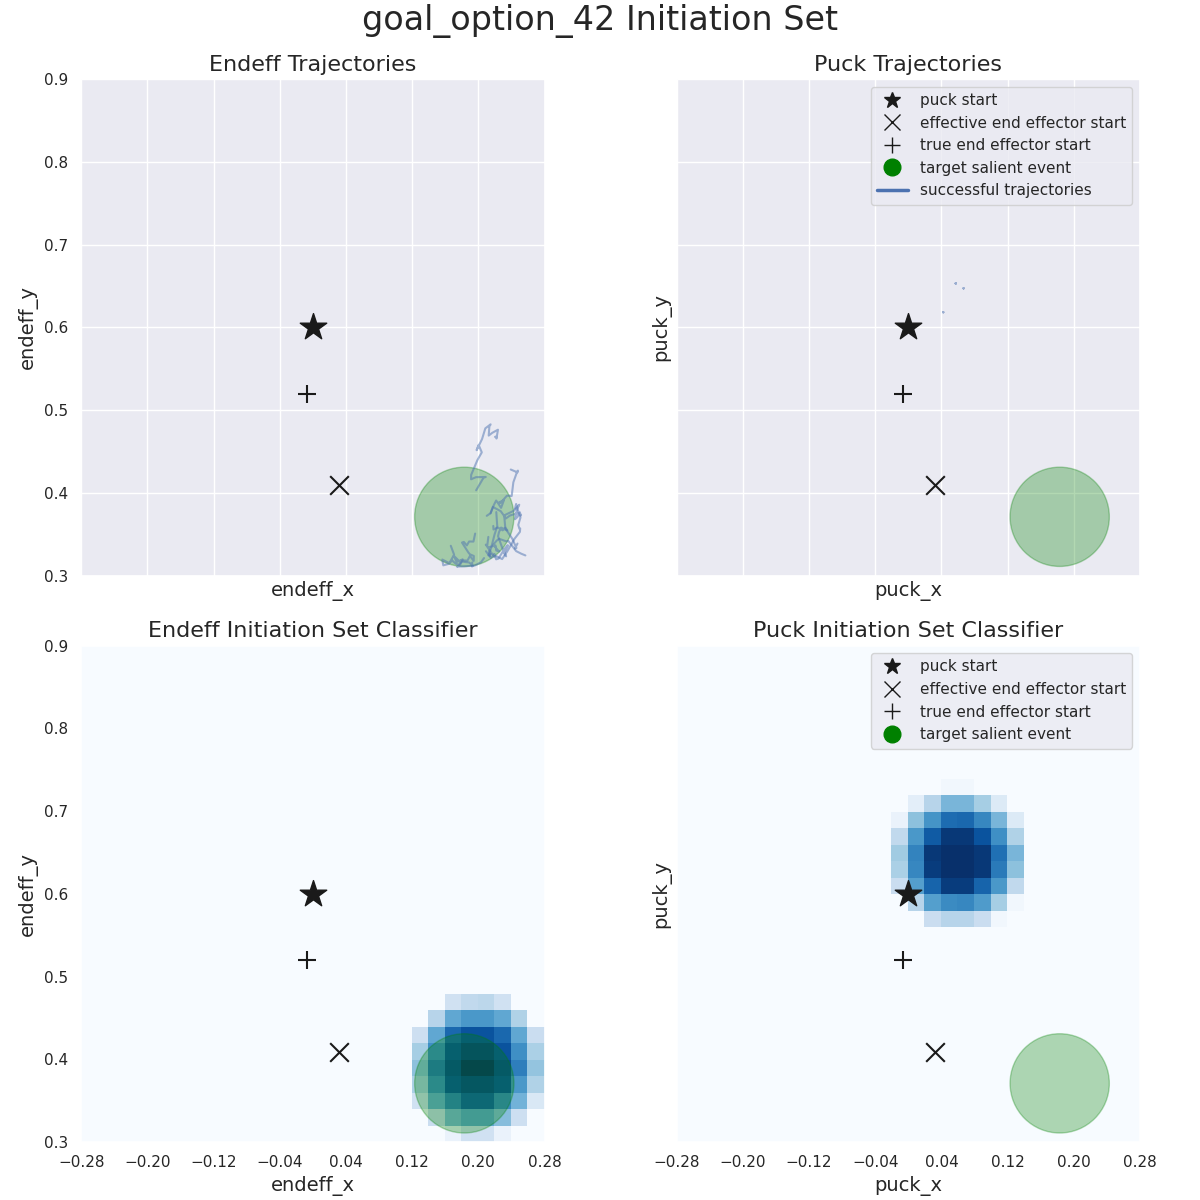 goal_option_42 Initiation Set
Endeff Trajectories
0.9
0.8
0.7
0.6
0.5
0.4
0.3
endeff_y
endeff_x
Puck Trajectories
puck start
effective end effector start
true end effector start
target salient event
successful trajectories
puck_y
puck_x
Endeff Initiation Set Classifier
0.9
0.8
0.7
0.6
0.5
0.4
0.3
endeff_y
−0.28 −0.20 −0.12 −0.04 0.04 0.12 0.20 0.28
endeff_x
Puck Initiation Set Classifier
puck start
effective end effector start
true end effector start
target salient event
puck_y
−0.28 −0.20 −0.12 −0.04 0.04 0.12 0.20 0.28
puck_x